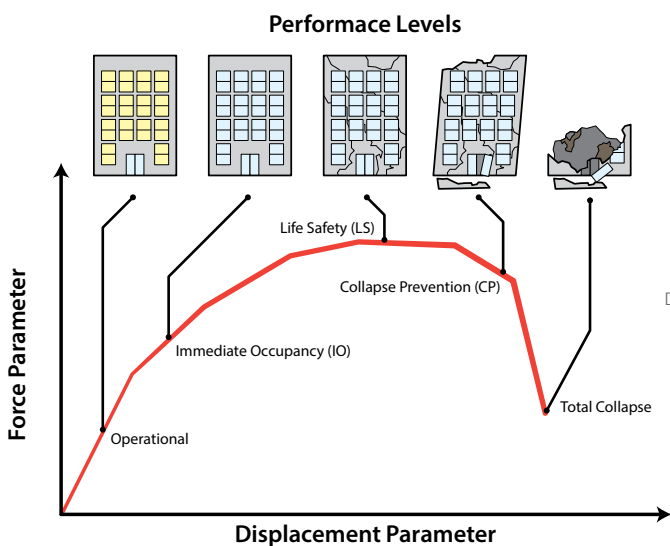 Performace Levels
Life Safety (LS)
Collapse Prevention (CP)
Immediate Occupancy (IO)
Total Collapse
Operational
Force Parameter
Displacement Parameter